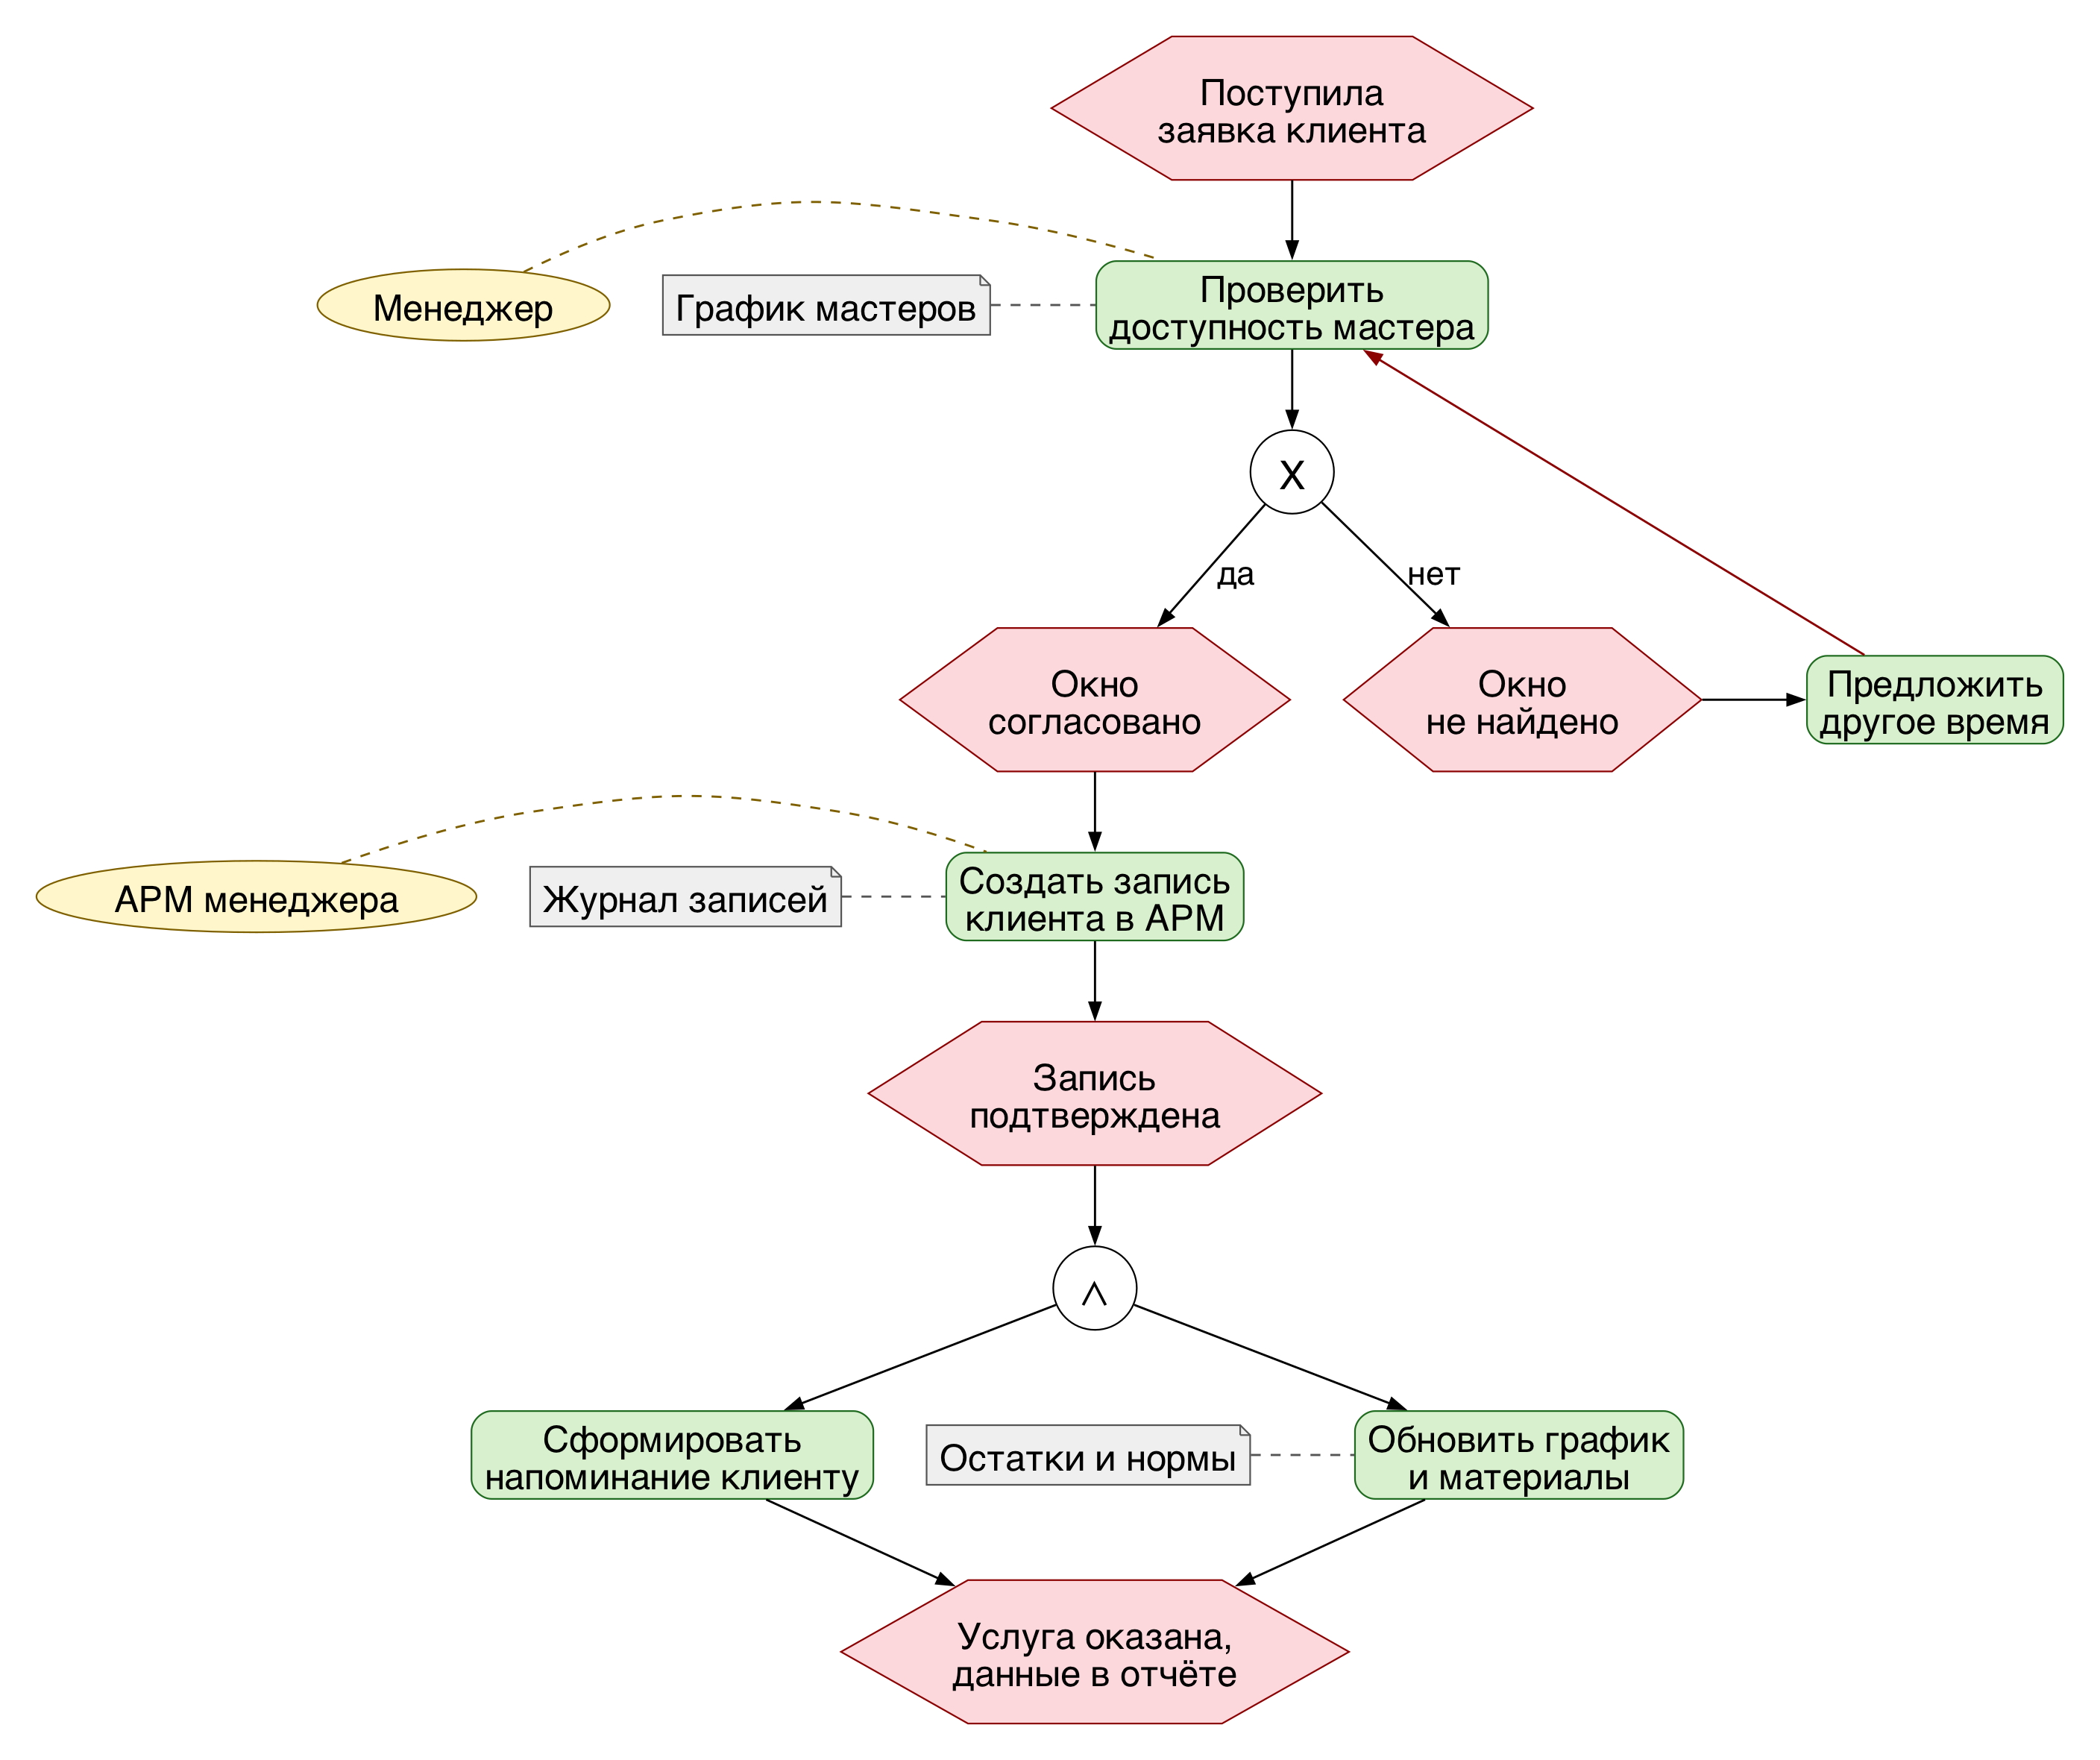 Поступила
заявка клиента
Менеджер
График мастеров
Проверить
доступность мастера
X
да
нет
Окно
согласовано
Окно
не найдено
Предложить
другое время
АРМ менеджера
Журнал записей
Создать запись
клиента в АРМ
Запись
подтверждена
^
Сформировать
напоминание клиенту
Остатки и нормы
Обновить график
и материалы
Услуга оказана,
данные в отчёте